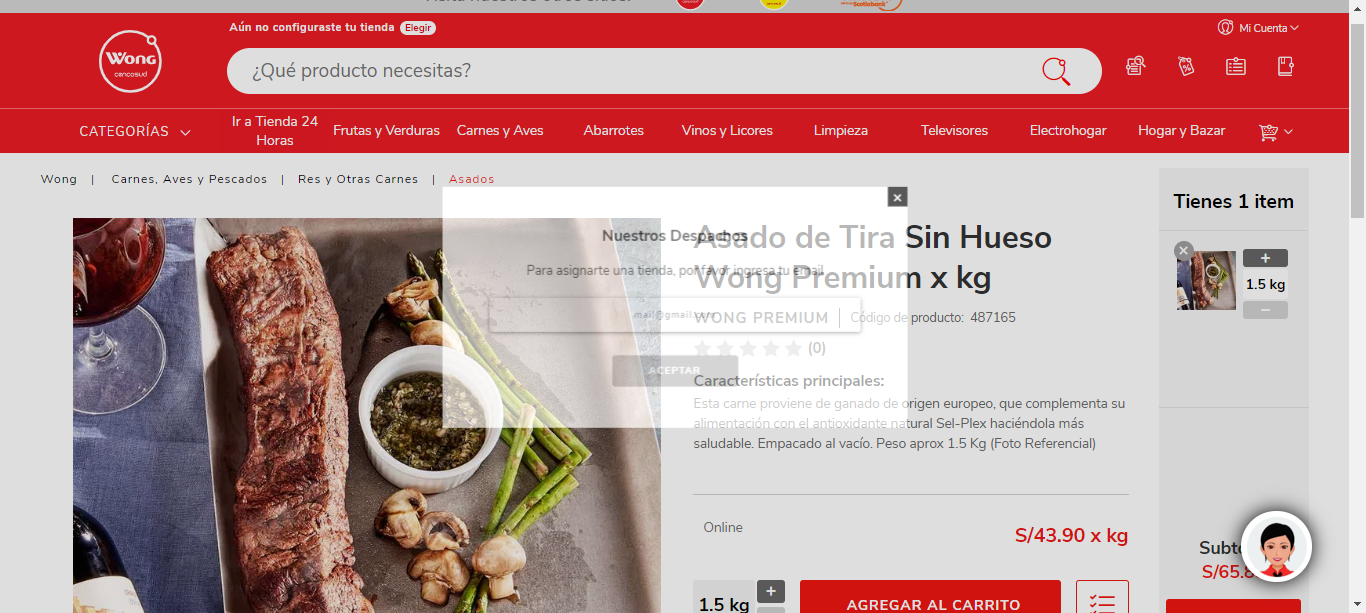 Aún no configuraste tu tienda Elegir
Mi Cuenta
Wong
cencosud
¿Qué producto necesitas?
CATEGORÍAS
Ir a Tienda 24
Horas
Frutas y Verduras
Carnes y Aves
Abarrotes
Vinos y Licores
Limpieza
Televisores
Electrohogar
Hogar y Bazar
Wong | Carnes, Aves y Pescados | Res y Otras Carnes | Asados
Nuestros Despachos
Para asignarte una tienda, por favor ingresa tu email
mail@gmail.com
ACEPTAR
Asado de Tira Sin Hueso
Wong Premium x kg
WONG PREMIUM | Código de producto: 487165
(0)
Características principales:
Esta carne proviene de ganado de origen europeo, que complementa su
alimentación con el antioxidante natural Sel-Plex haciéndola más
saludable. Empacado al vacío. Peso aprox 1.5 Kg (Foto Referencial)
Online
S/43.90 x kg
1.5 kg
+
AGREGAR AL CARRITO
Tienes 1 item
+
1.5 kg
−